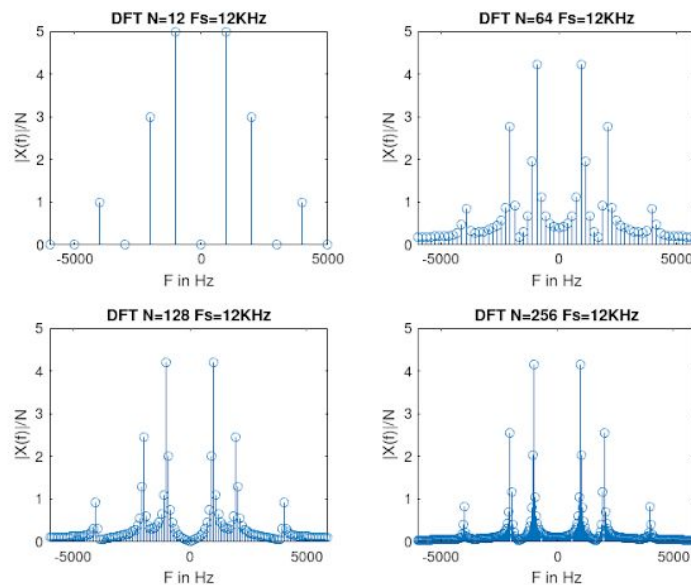 DFT N=12 Fs=12KHz
5
4
3
2
1
0
|X(f)|/N
-5000 0 5000
F in Hz
DFT N=64 Fs=12KHz
5
4
3
2
1
0
|X(f)|/N
-5000 0 5000
F in Hz
DFT N=128 Fs=12KHz
5
4
3
2
1
0
|X(f)|/N
-5000 0 5000
F in Hz
DFT N=256 Fs=12KHz
5
4
3
2
1
0
|X(f)|/N
-5000 0 5000
F in Hz